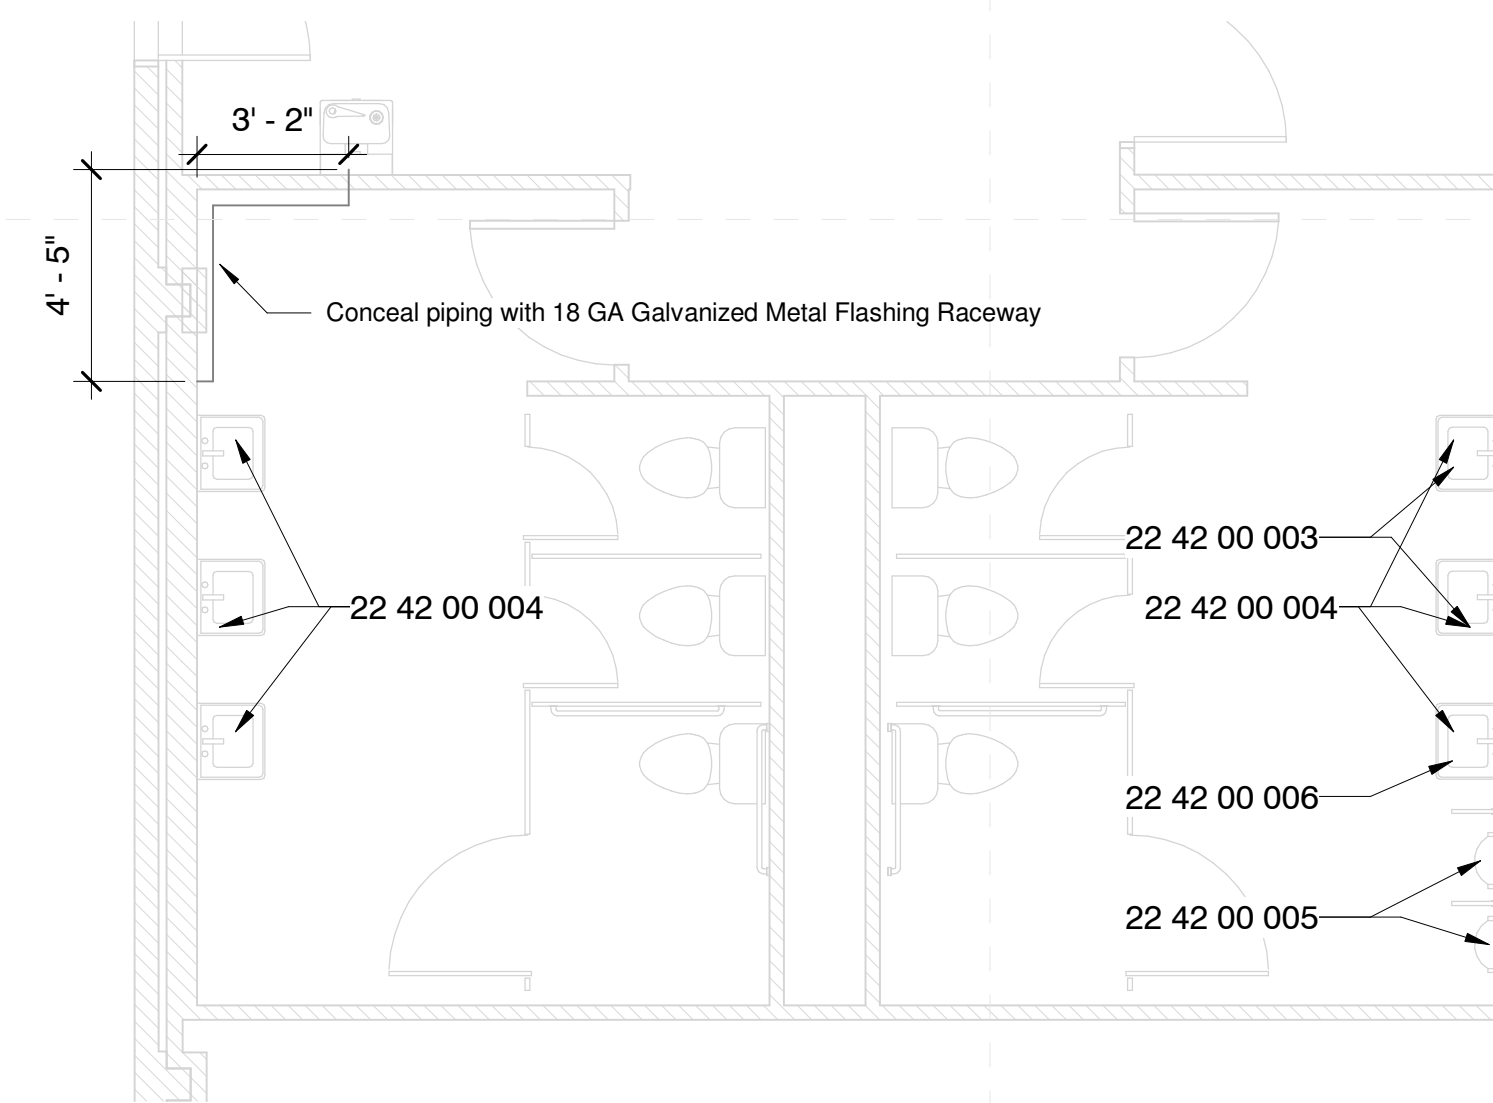 3' - 2"
4' - 5"
Conceal piping with 18 GA Galvanized Metal Flashing Raceway
22 42 00 003
22 42 00 004
22 42 00 004
22 42 00 006
22 42 00 005